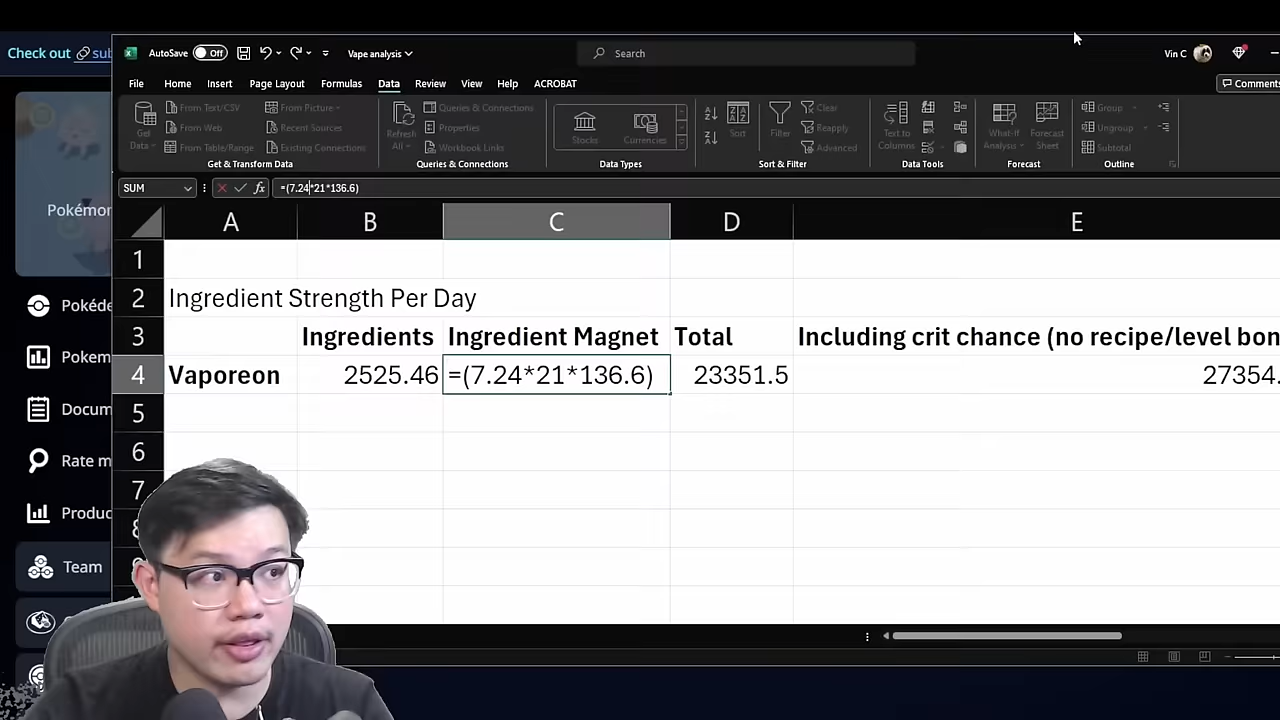 Check out sub
AutoSave Off
Vape analysis
Search
Vin C
File Home Insert Page Layout Formulas Data Review View Help ACROBAT
Comments
Get Data
From Text/CSV
From Web
From Table/Range
From Picture
Recent Sources
Existing Connections
Get & Transform Data
Refresh All
Queries & Connections
Properties
Workbook Links
Queries & Connections
Stocks
Currencies
Data Types
Sort
Filter
Clear
Reapply
Advanced
Sort & Filter
Text to Columns
Data Tools
What-If Analysis
Forecast Sheet
Forecast
Group
Ungroup
Subtotal
Outline
SUM
fx
=(7.24*21*136.6)
A B C D E
1
2 Ingredient Strength Per Day
3 Ingredients Ingredient Magnet Total Including crit chance (no recipe/level bon
4 Vaporeon 2525.46 =(7.24*21*136.6) 23351.5 27354.
5
6
7
Pokémor
Pokéde
Pokem
Docum
Rate m
Produc
Team